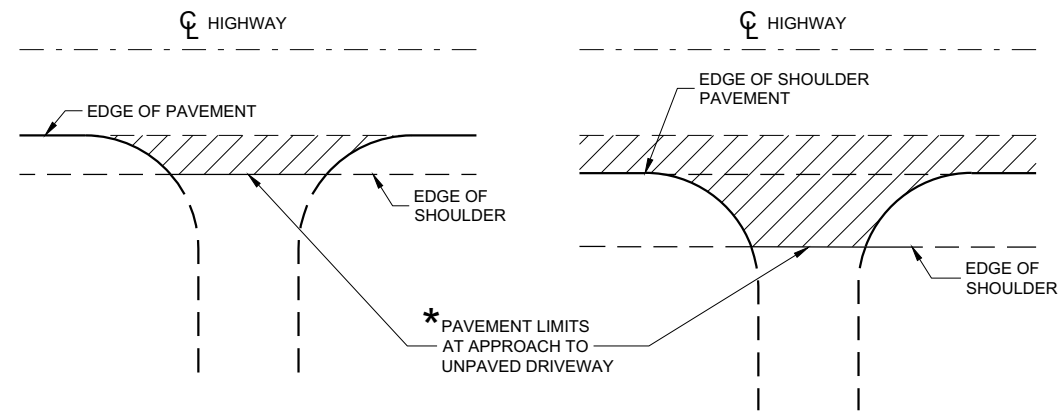 ℄ HIGHWAY
EDGE OF PAVEMENT
EDGE OF
SHOULDER
℄ HIGHWAY
EDGE OF SHOULDER
PAVEMENT
EDGE OF
SHOULDER
*PAVEMENT LIMITS
AT APPROACH TO
UNPAVED DRIVEWAY